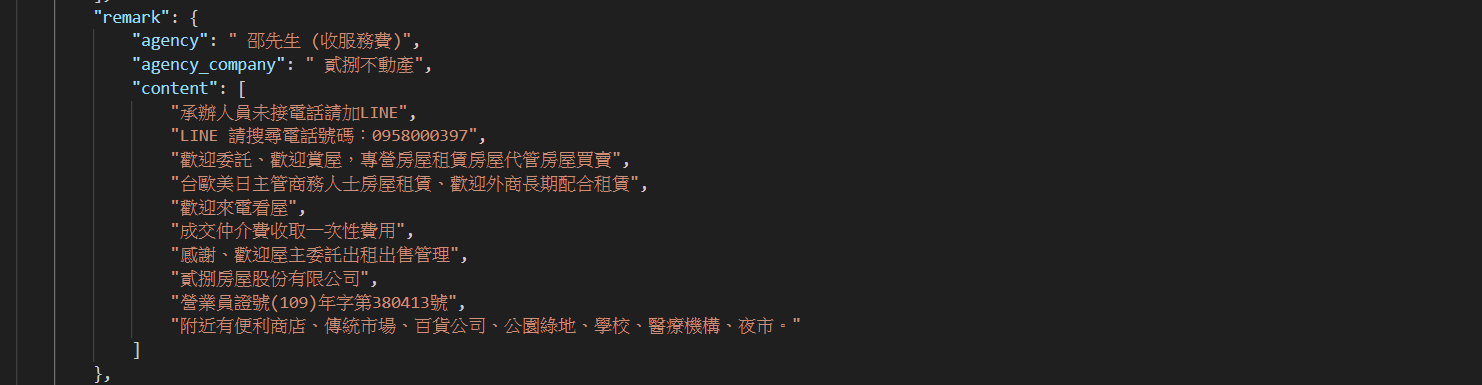 ],
"remark": {
"agency": " 邵先生 (收服務費)",
"agency_company": " 貳捌不動產",
"content": [
"承辦人員未接電話請加LINE",
"LINE 請搜尋電話號碼：0958000397",
"歡迎委託、歡迎賞屋，專營房屋租賃房屋代管房屋買賣",
"台歐美日主管商務人士房屋租賃、歡迎外商長期配合租賃",
"歡迎來電看屋",
"成交仲介費收取一次性費用",
"感謝、歡迎屋主委託出租出售管理",
"貳捌房屋股份有限公司",
"營業員證號(109)年字第380413號",
"附近有便利商店、傳統市場、百貨公司、公園綠地、學校、醫療機構、夜市。"
]
},